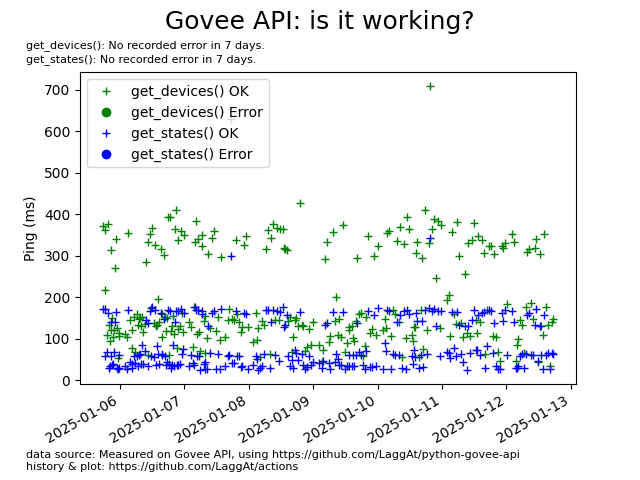 Govee API: is it working?
get_devices(): No recorded error in 7 days.
get_states(): No recorded error in 7 days.
get_devices() OK
get_devices() Error
get_states() OK
get_states() Error
Ping (ms)
700
600
500
400
300
200
100
0
2025-01-06
2025-01-07
2025-01-08
2025-01-09
2025-01-10
2025-01-11
2025-01-12
2025-01-13
data source: Measured on Govee API, using https://github.com/LaggAt/python-govee-api
history & plot: https://github.com/LaggAt/actions